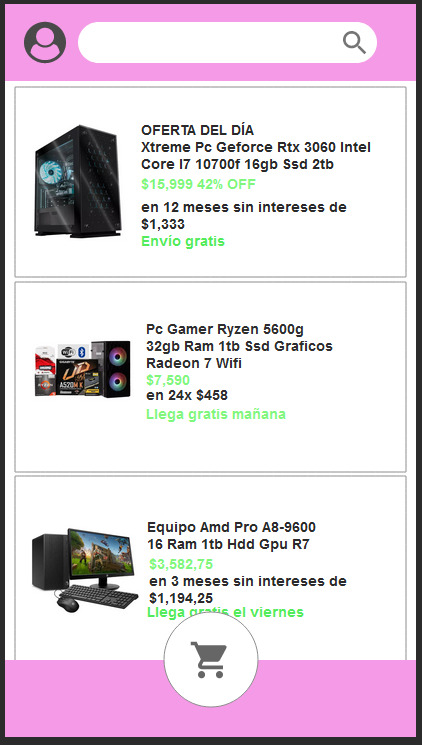 OFERTA DEL DÍA
Xtreme Pc Geforce Rtx 3060 Intel
Core I7 10700f 16gb Ssd 2tb
$15,999 42% OFF
en 12 meses sin intereses de
$1,333
Envío gratis
Pc Gamer Ryzen 5600g
32gb Ram 1tb Ssd Graficos
Radeon 7 Wifi
$7,590
en 24x $458
Llega gratis mañana
RYZEN
A520M K
Equipo Amd Pro A8-9600
16 Ram 1tb Hdd Gpu R7
$3,582,75
en 3 meses sin intereses de
$1,194,25
Llega gratis el viernes